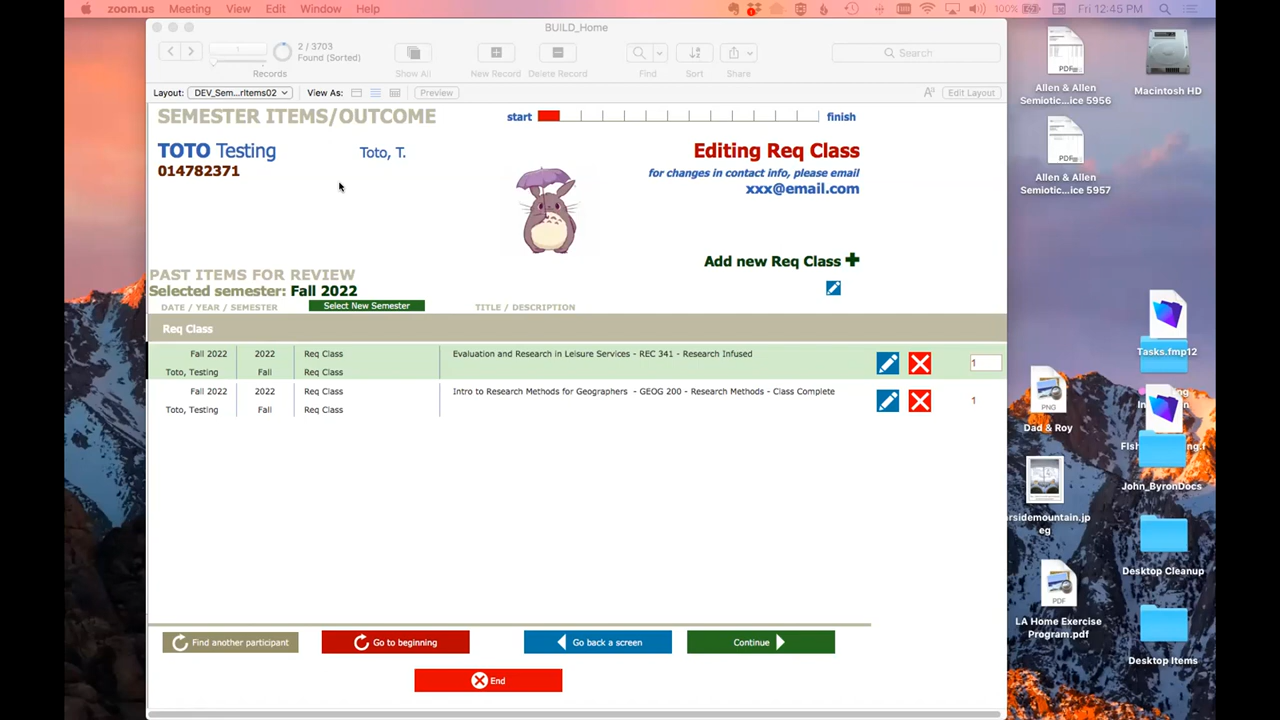 zoom.us Meeting View Edit Window Help 100% Fri 12:45 PM
BUILD_Home
1 2 / 3703
Found (Sorted)
Records Show All New Record Delete Record Find Sort Share Search
Layout: DEV_Sem...rItems02 View As: Preview Edit Layout
SEMESTER ITEMS/OUTCOME
start finish
TOTO Testing Toto, T. Editing Req Class
014782371 for changes in contact info, please email
xxx@email.com
Add new Req Class
PAST ITEMS FOR REVIEW
Selected semester: Fall 2022
DATE / YEAR / SEMESTER Select New Semester TITLE / DESCRIPTION
Req Class
Fall 2022 2022 Req Class Evaluation and Research in Leisure Services - REC 341 - Research Infused 1
Toto, Testing Fall Req Class
Fall 2022 2022 Req Class Intro to Research Methods for Geographers - GEOG 200 - Research Methods - Class Complete 1
Toto, Testing Fall Req Class
Find another participant Go to beginning Go back a screen Continue
End
PDF
Allen & Allen
Semiotic...ice 5956
Macintosh HD
PDF
Allen & Allen
Semiotic...ice 5957
Tasks.fmp12
PNG
Dad & Roy
John_ByronDocs
arsidemountain.jp
eg
Desktop Cleanup
PDF
LA Home Exercise
Program.pdf
Desktop Items